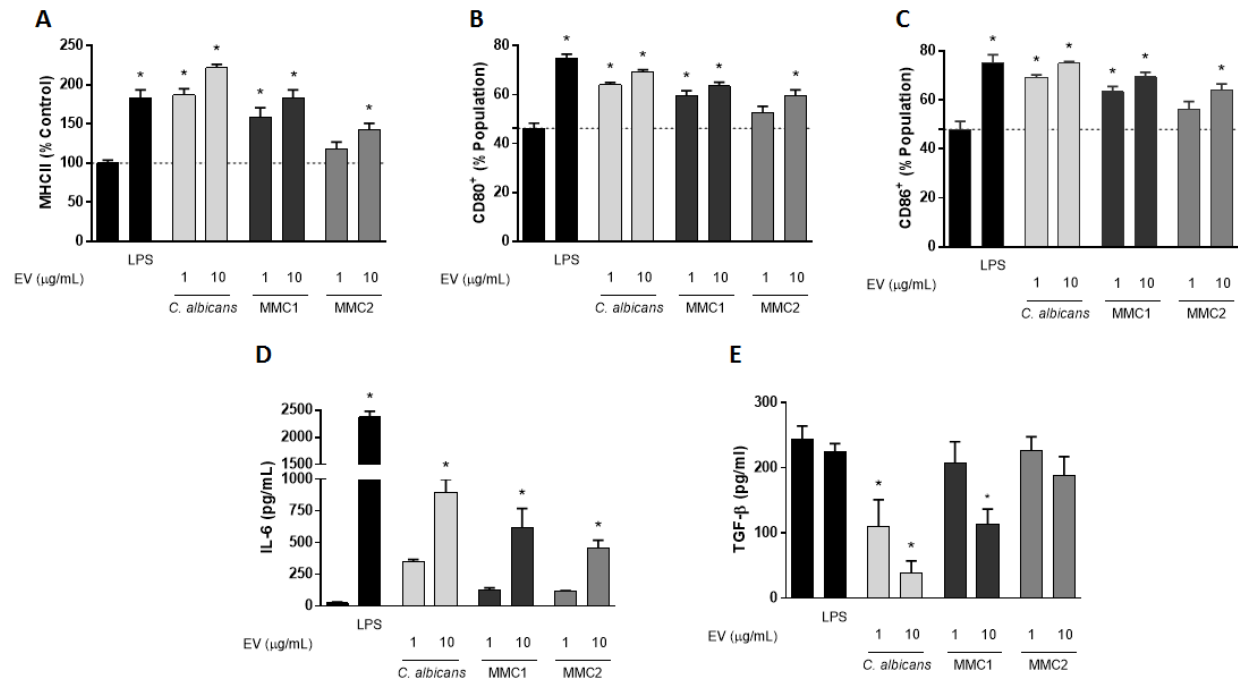 A
MHCII (% Control)
250
200
150
100
50
0
* * * * * *
LPS
EV (µg/mL) 1 10 1 10 1 10
C. albicans MMC1 MMC2
B
CD80⁺ (% Population)
80
60
40
20
0
* * * * * *
LPS
EV (µg/mL) 1 10 1 10 1 10
C. albicans MMC1 MMC2
C
CD86⁺ (% Population)
80
60
40
20
0
* * * * * *
LPS
EV (µg/mL) 1 10 1 10 1 10
C. albicans MMC1 MMC2
D
IL-6 (pg/mL)
2500
2000
1500
1000
750
500
250
0
* * * *
LPS
EV (µg/mL) 1 10 1 10 1 10
C. albicans MMC1 MMC2
E
TGF-β (pg/ml)
300
200
100
0
* * *
LPS
EV (µg/mL) 1 10 1 10 1 10
C. albicans MMC1 MMC2